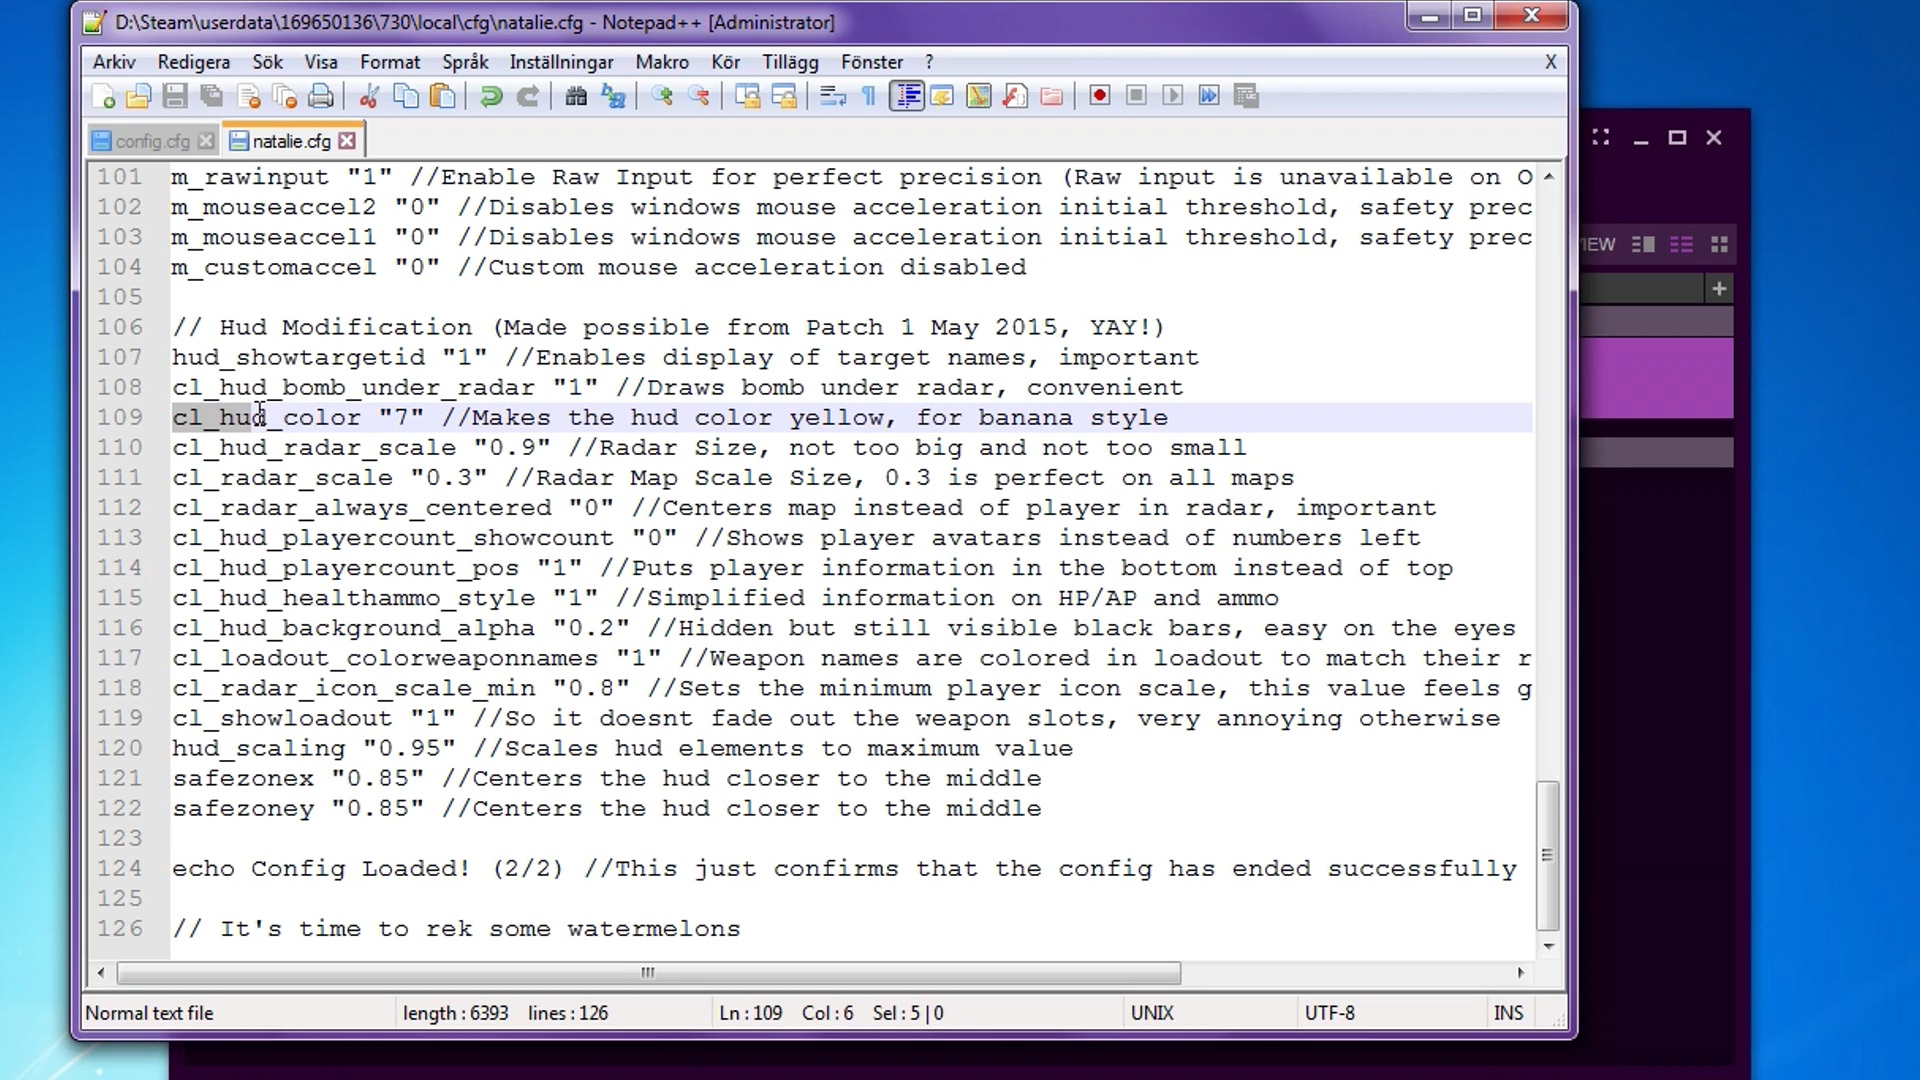 D:\Steam\userdata\169650136\730\local\cfg\natalie.cfg - Notepad++ [Administrator]
Arkiv Redigera Sök Visa Format Språk Inställningar Makro Kör Tillägg Fönster ? X
config.cfg natalie.cfg
101 m_rawinput "1" //Enable Raw Input for perfect precision (Raw input is unavailable on O
102 m_mouseaccel2 "0" //Disables windows mouse acceleration initial threshold, safety prec
103 m_mouseaccel1 "0" //Disables windows mouse acceleration initial threshold, safety prec
104 m_customaccel "0" //Custom mouse acceleration disabled
105
106 // Hud Modification (Made possible from Patch 1 May 2015, YAY!)
107 hud_showtargetid "1" //Enables display of target names, important
108 cl_hud_bomb_under_radar "1" //Draws bomb under radar, convenient
109 cl_hud_color "7" //Makes the hud color yellow, for banana style
110 cl_hud_radar_scale "0.9" //Radar Size, not too big and not too small
111 cl_radar_scale "0.3" //Radar Map Scale Size, 0.3 is perfect on all maps
112 cl_radar_always_centered "0" //Centers map instead of player in radar, important
113 cl_hud_playercount_showcount "0" //Shows player avatars instead of numbers left
114 cl_hud_playercount_pos "1" //Puts player information in the bottom instead of top
115 cl_hud_healthammo_style "1" //Simplified information on HP/AP and ammo
116 cl_hud_background_alpha "0.2" //Hidden but still visible black bars, easy on the eyes
117 cl_loadout_colorweaponnames "1" //Weapon names are colored in loadout to match their r
118 cl_radar_icon_scale_min "0.8" //Sets the minimum player icon scale, this value feels g
119 cl_showloadout "1" //So it doesnt fade out the weapon slots, very annoying otherwise
120 hud_scaling "0.95" //Scales hud elements to maximum value
121 safezonex "0.85" //Centers the hud closer to the middle
122 safezoney "0.85" //Centers the hud closer to the middle
123
124 echo Config Loaded! (2/2) //This just confirms that the config has ended successfully
125
126 // It's time to rek some watermelons
Normal text file length : 6393 lines : 126 Ln : 109 Col : 6 Sel : 5 | 0 UNIX UTF-8 INS